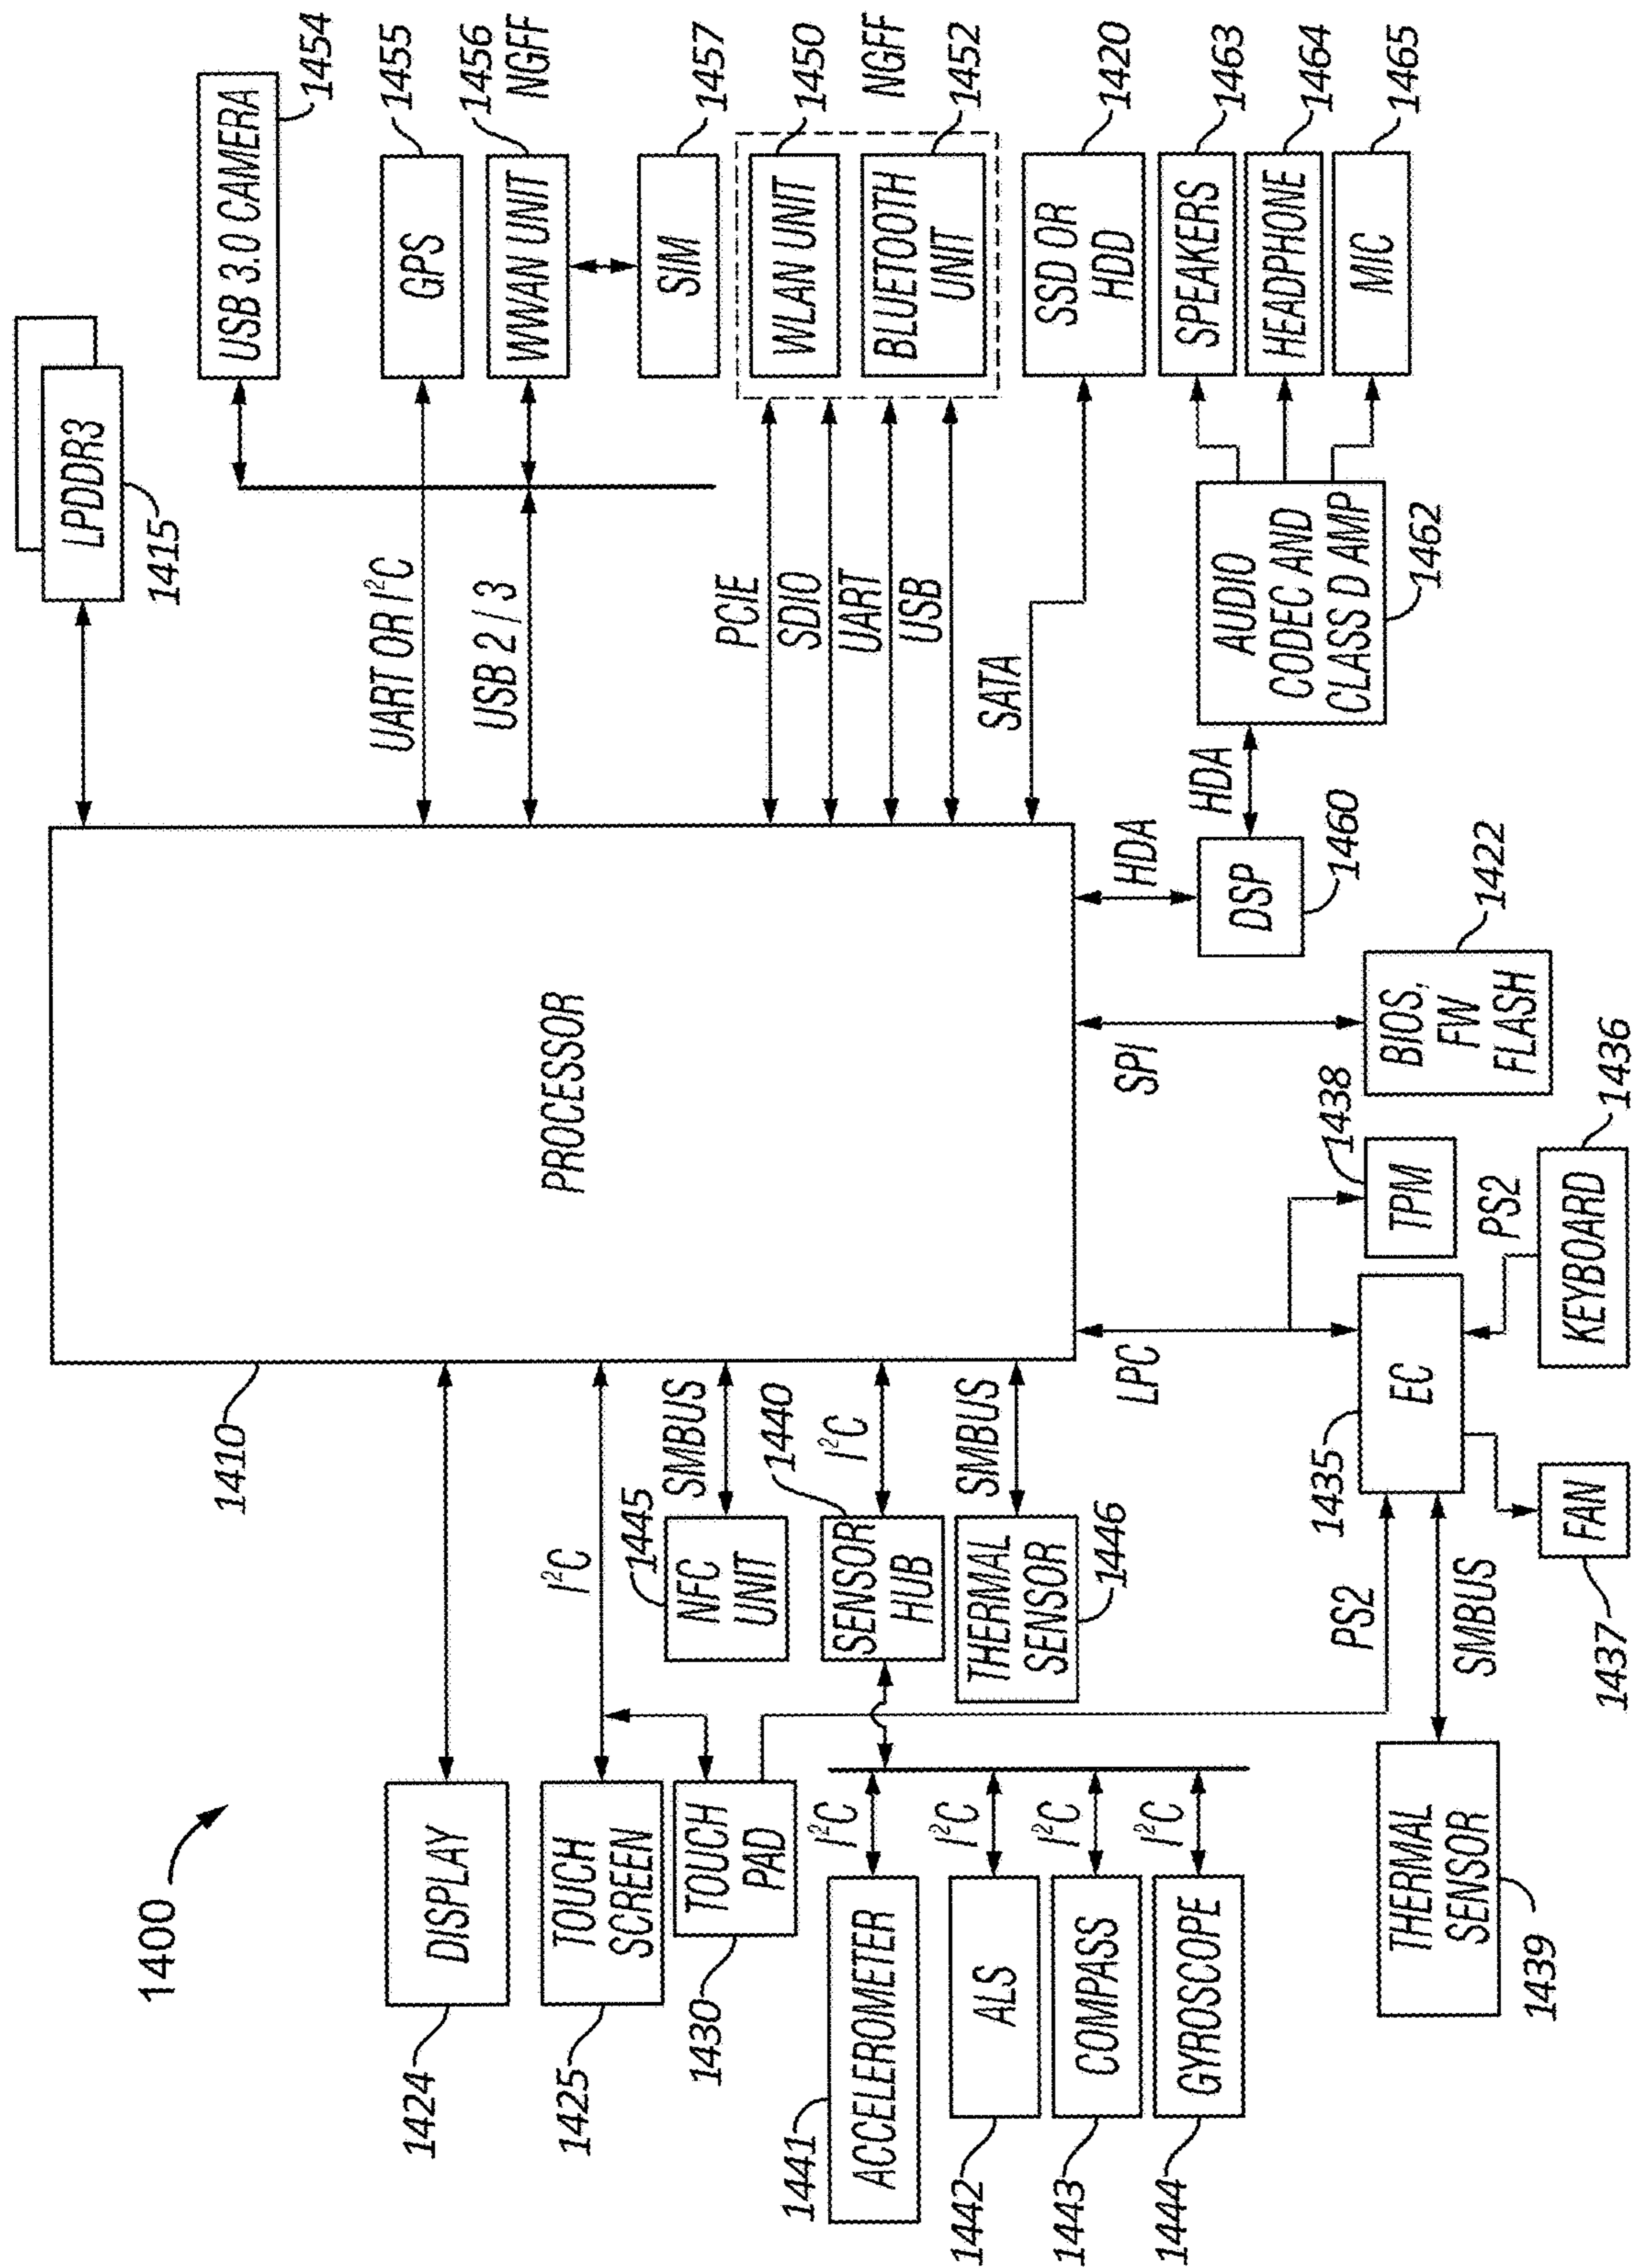 1400
1410
PROCESSOR
LPDDR3
1415
DISPLAY
1424
TOUCH
SCREEN
1425
I²C
TOUCH
PAD
1430
NFC
UNIT
1445
SMBUS
SENSOR
HUB
1440
I²C
THERMAL
SENSOR
1446
SMBUS
ACCELEROMETER
1441
I²C
ALS
1442
I²C
COMPASS
1443
I²C
GYROSCOPE
1444
I²C
THERMAL
SENSOR
1439
SMBUS
PS2
FAN
1437
EC
1435
LPC
KEYBOARD
1436
PS2
TPM
1438
BIOS,
FW
FLASH
1422
SPI
DSP
1460
HDA
HDA
AUDIO
CODEC AND
CLASS D AMP
1462
USB 3.0 CAMERA
1454
GPS
1455
UART OR I²C
WWAN UNIT
1456
NGFF
USB 2 / 3
SIM
1457
WLAN UNIT
1450
NGFF
BLUETOOTH
UNIT
1452
PCIE
SDIO
UART
USB
SSD OR
HDD
1420
SATA
SPEAKERS
1463
HEADPHONE
1464
MIC
1465